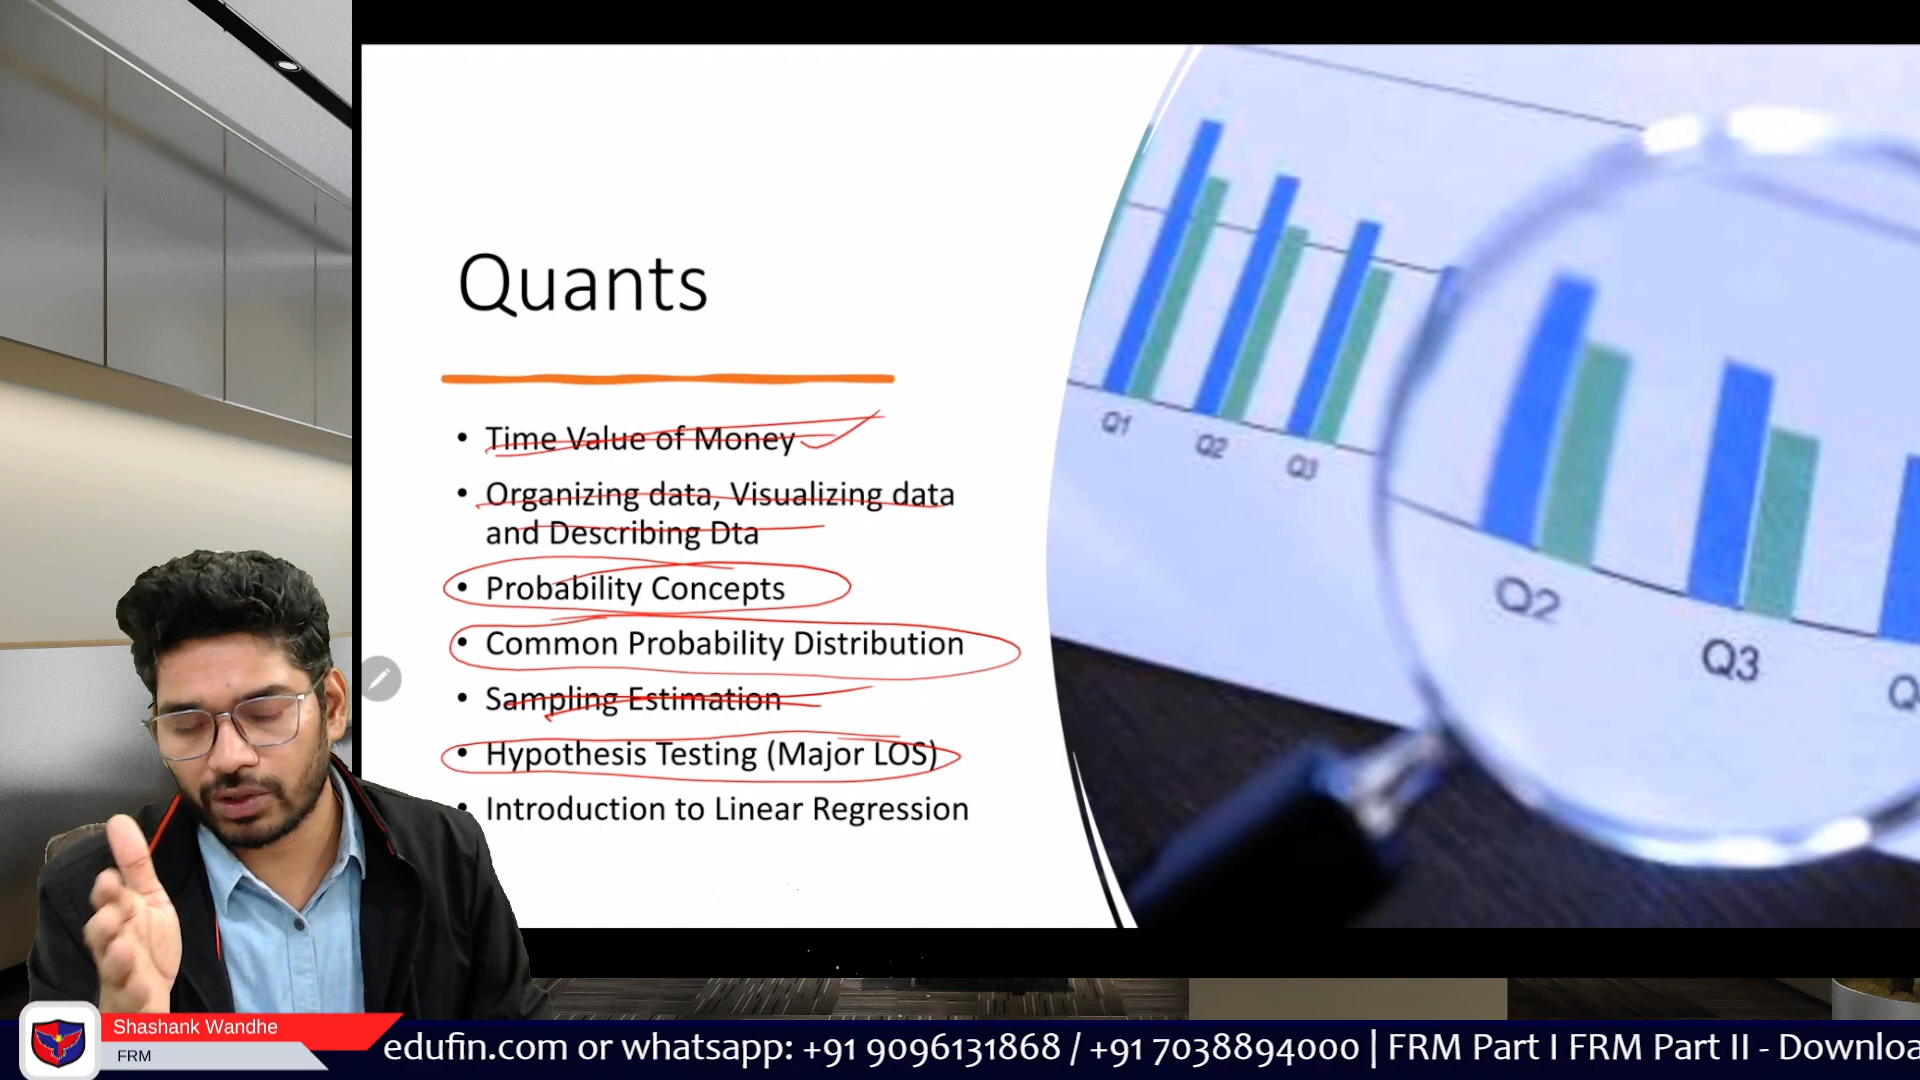 Quants
• Time Value of Money
• Organizing data, Visualizing data
and Describing Dta
• Probability Concepts
• Common Probability Distribution
• Sampling Estimation
• Hypothesis Testing (Major LOS)
• Introduction to Linear Regression
Q1
Q2
Q3
Q2
Q3
Shashank Wandhe
FRM
edufin.com or whatsapp: +91 9096131868 / +91 7038894000 | FRM Part I FRM Part II - Downloa